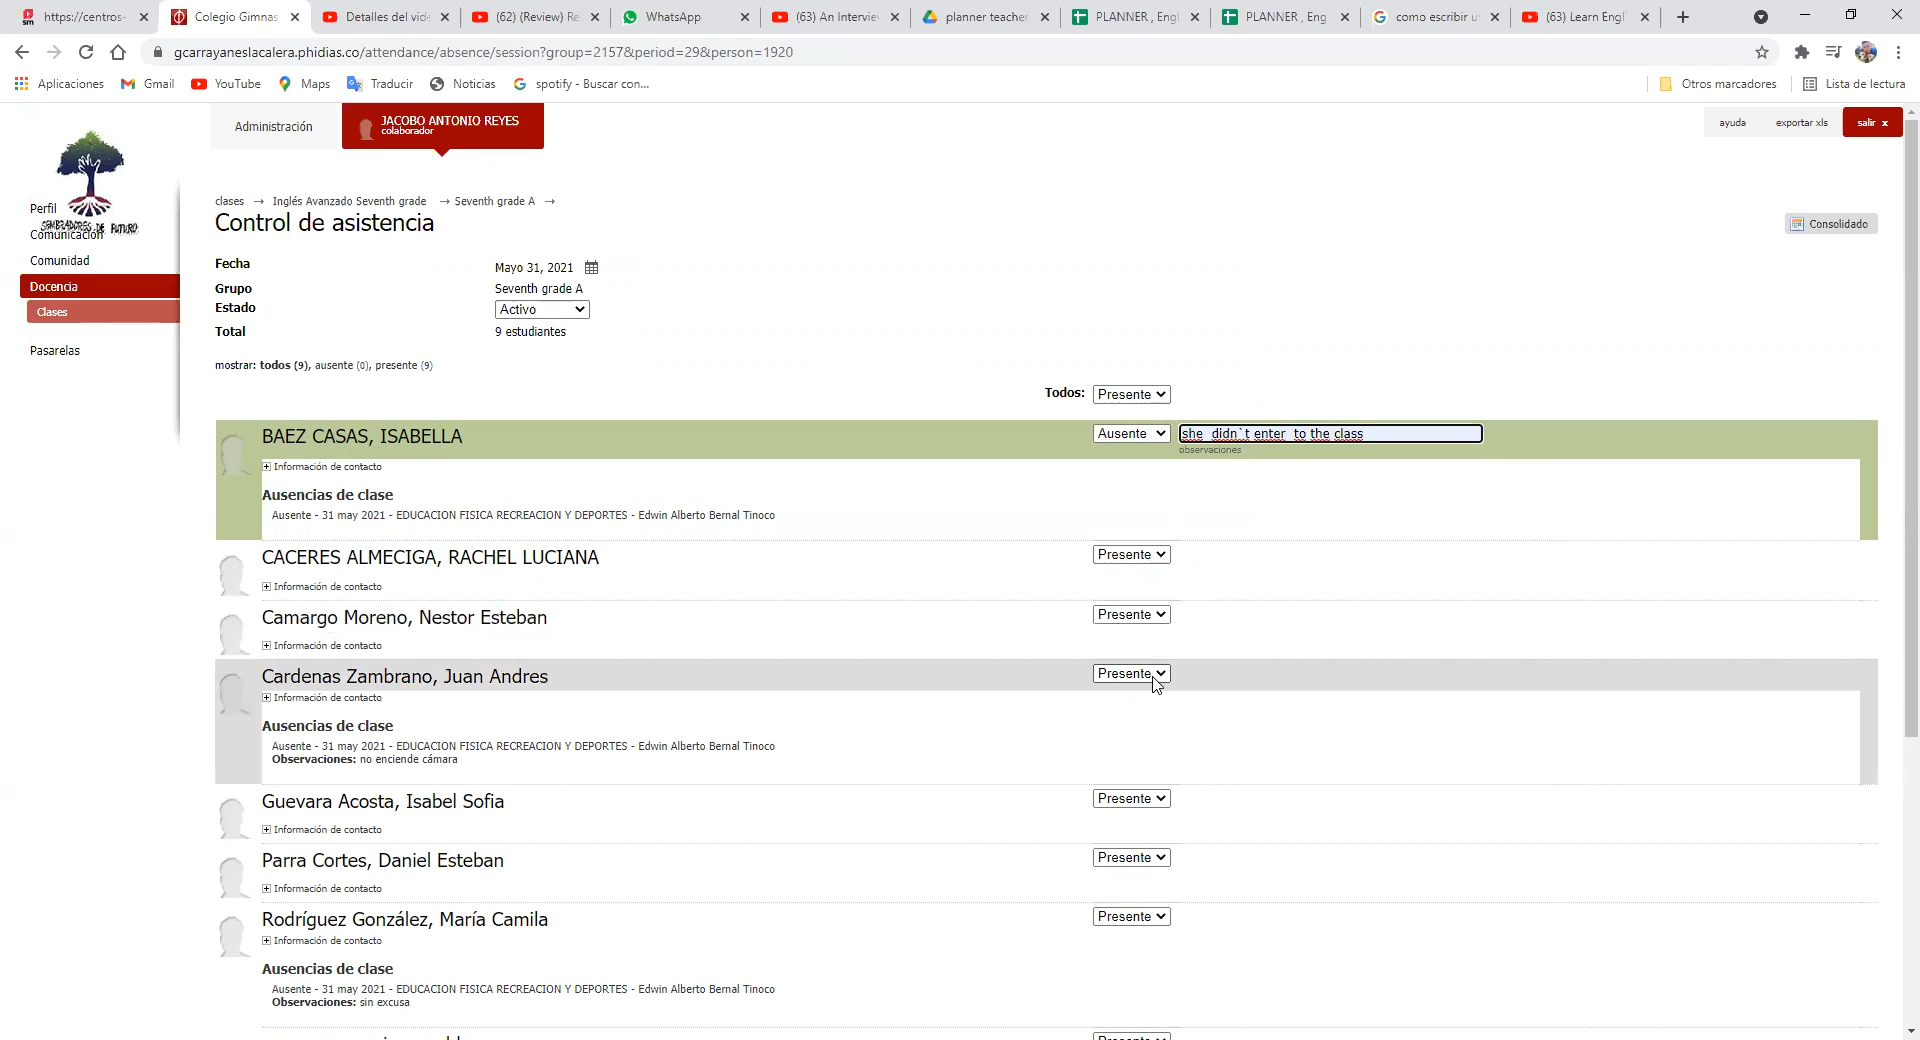 https://centros-
Colegio Gimnas
Detalles del vide
(62) (Review) Re
WhatsApp
(63) An Intervie
planner teacher
PLANNER , Engl
PLANNER , Eng
como escribir u
(63) Learn Engl
gcarrayaneslacalera.phidias.co/attendance/absence/session?group=2157&period=29&person=1920
Aplicaciones
Gmail
YouTube
Maps
Traducir
Noticias
spotify - Buscar con...
Otros marcadores
Lista de lectura
Administración
JACOBO ANTONIO REYES
colaborador
ayuda
exportar xls
salir x
SEMBRADORES DE FUTURO
Perfil
Comunicación
Comunidad
Docencia
Clases
Pasarelas
clases → Inglés Avanzado Seventh grade → Seventh grade A →
Control de asistencia
Consolidado
Fecha Mayo 31, 2021
Grupo Seventh grade A
Estado Activo
Total 9 estudiantes
mostrar: todos (9), ausente (0), presente (9)
Todos: Presente
BAEZ CASAS, ISABELLA Ausente she didn`t enter to the class
observaciones
Información de contacto
Ausencias de clase
Ausente - 31 may 2021 - EDUCACION FISICA RECREACION Y DEPORTES - Edwin Alberto Bernal Tinoco
CACERES ALMECIGA, RACHEL LUCIANA Presente
Información de contacto
Camargo Moreno, Nestor Esteban Presente
Información de contacto
Cardenas Zambrano, Juan Andres Presente
Información de contacto
Ausencias de clase
Ausente - 31 may 2021 - EDUCACION FISICA RECREACION Y DEPORTES - Edwin Alberto Bernal Tinoco
Observaciones: no enciende cámara
Guevara Acosta, Isabel Sofia Presente
Información de contacto
Parra Cortes, Daniel Esteban Presente
Información de contacto
Rodríguez González, María Camila Presente
Información de contacto
Ausencias de clase
Ausente - 31 may 2021 - EDUCACION FISICA RECREACION Y DEPORTES - Edwin Alberto Bernal Tinoco
Observaciones: sin excusa
Presente